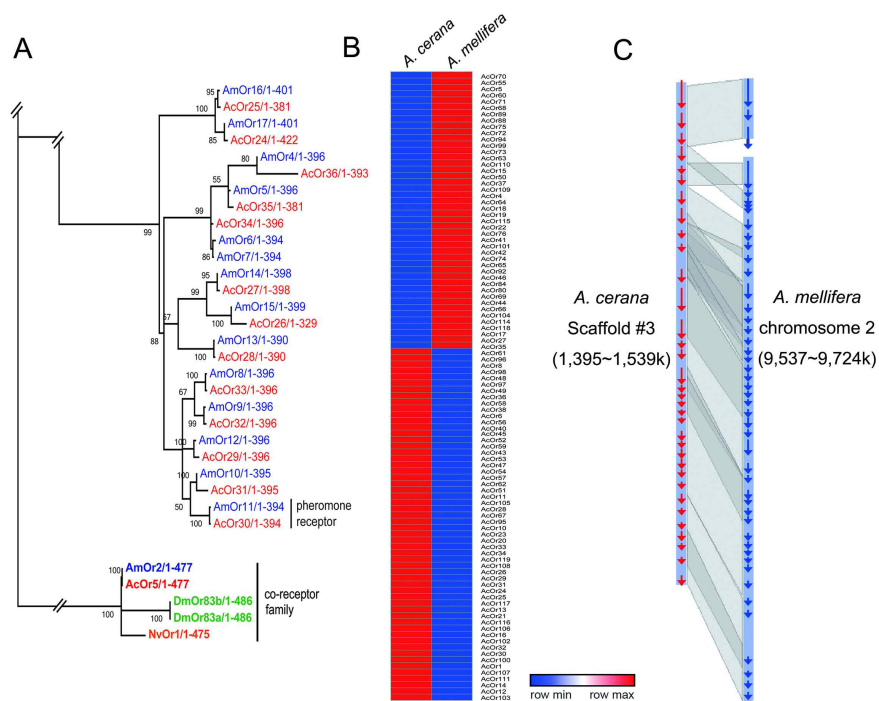 A
B
C
A. cerana
A. mellifera
95
AmOr16/1-401
AcOr25/1-381
100
AmOr17/1-401
85
AcOr24/1-422
80
AmOr4/1-396
AcOr36/1-393
55
AmOr5/1-396
AcOr35/1-381
99
AcOr34/1-396
AmOr6/1-394
86
AmOr7/1-394
99
95
AmOr14/1-398
AcOr27/1-398
99
AmOr15/1-399
100
AcOr26/1-329
57
AmOr13/1-390
88
100
AcOr28/1-390
100
AmOr8/1-396
AcOr33/1-396
67
AmOr9/1-396
99
AcOr32/1-396
100
AmOr12/1-396
AcOr29/1-396
100
AmOr10/1-395
AcOr31/1-395
50
AmOr11/1-394
100
AcOr30/1-394
pheromone
receptor
100
AmOr2/1-477
AcOr5/1-477
DmOr83b/1-486
100
100
DmOr83a/1-486
NvOr1/1-475
co-receptor
family
AcOr70
AcOr55
AcOr5
AcOr60
AcOr71
AcOr68
AcOr89
AcOr88
AcOr75
AcOr72
AcOr94
AcOr99
AcOr73
AcOr63
AcOr110
AcOr15
AcOr50
AcOr37
AcOr109
AcOr4
AcOr64
AcOr18
AcOr19
AcOr115
AcOr22
AcOr76
AcOr41
AcOr101
AcOr42
AcOr74
AcOr65
AcOr92
AcOr46
AcOr84
AcOr80
AcOr69
AcOr44
AcOr66
AcOr104
AcOr114
AcOr118
AcOr17
AcOr27
AcOr35
AcOr61
AcOr96
AcOr8
AcOr98
AcOr48
AcOr97
AcOr49
AcOr36
AcOr58
AcOr38
AcOr6
AcOr56
AcOr40
AcOr45
AcOr52
AcOr59
AcOr43
AcOr53
AcOr47
AcOr54
AcOr57
AcOr62
AcOr51
AcOr11
AcOr105
AcOr28
AcOr67
AcOr95
AcOr10
AcOr23
AcOr20
AcOr33
AcOr34
AcOr119
AcOr108
AcOr26
AcOr29
AcOr31
AcOr24
AcOr25
AcOr117
AcOr13
AcOr21
AcOr116
AcOr106
AcOr16
AcOr102
AcOr32
AcOr30
AcOr100
AcOr1
AcOr107
AcOr111
AcOr14
AcOr12
AcOr103
row min
row max
A. cerana
Scaffold #3
(1,395~1,539k)
A. mellifera
chromosome 2
(9,537~9,724k)